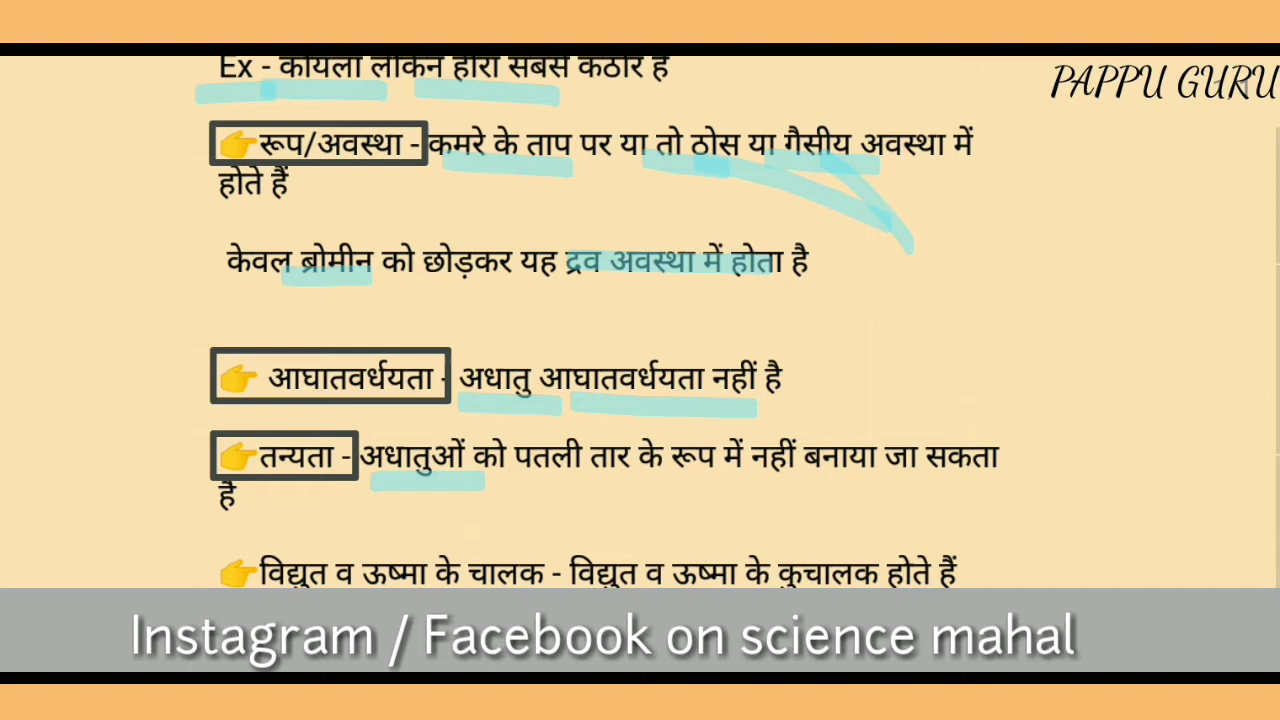 Ex - कोयला लेकिन हीरा सबसे कठोर है
PAPPU GURU
👉रूप/अवस्था - कमरे के ताप पर या तो ठोस या गैसीय अवस्था में
होते हैं
केवल ब्रोमीन को छोड़कर यह द्रव अवस्था में होता है
👉 आघातवर्धयता - अधातु आघातवर्धयता नहीं है
👉तन्यता - अधातुओं को पतली तार के रूप में नहीं बनाया जा सकता
है
👉विद्युत व ऊष्मा के चालक - विद्युत व ऊष्मा के कुचालक होते हैं
Instagram / Facebook on science mahal